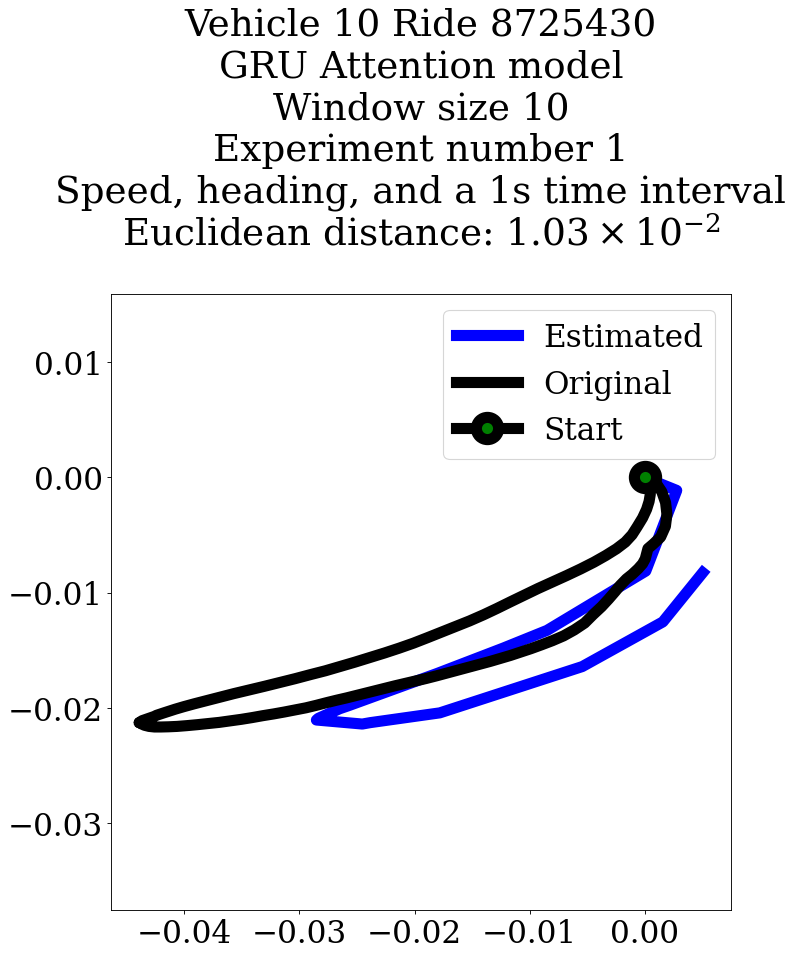 Vehicle 10 Ride 8725430
GRU Attention model
Window size 10
Experiment number 1
Speed, heading, and a 1s time interval
Euclidean distance: 1.03 × 10⁻²
Estimated
Original
Start
0.01
0.00
−0.01
−0.02
−0.03
−0.04 −0.03 −0.02 −0.01 0.00